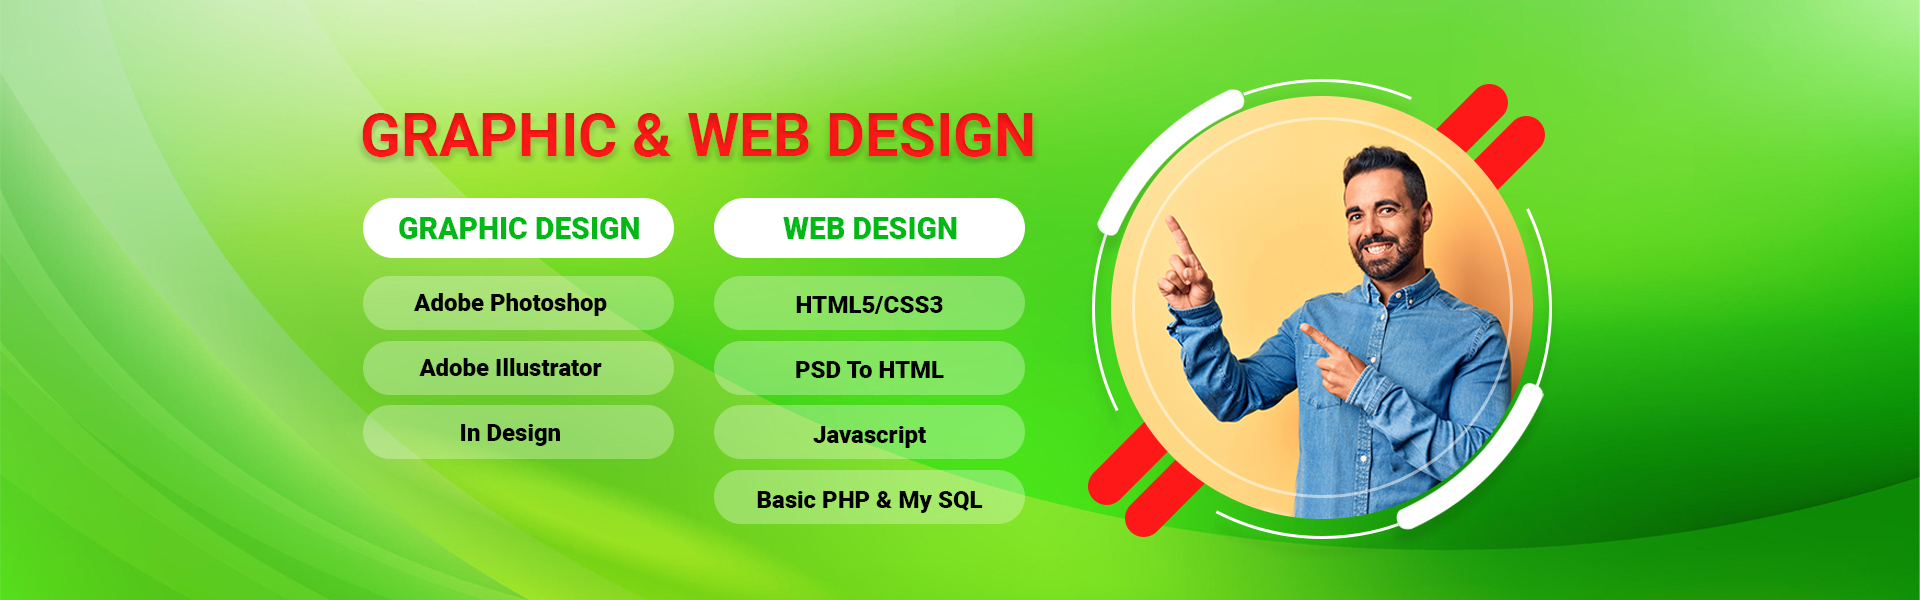 GRAPHIC & WEB DESIGN
GRAPHIC DESIGN
Adobe Photoshop
Adobe Illustrator
In Design
WEB DESIGN
HTML5/CSS3
PSD To HTML
Javascript
Basic PHP & My SQL